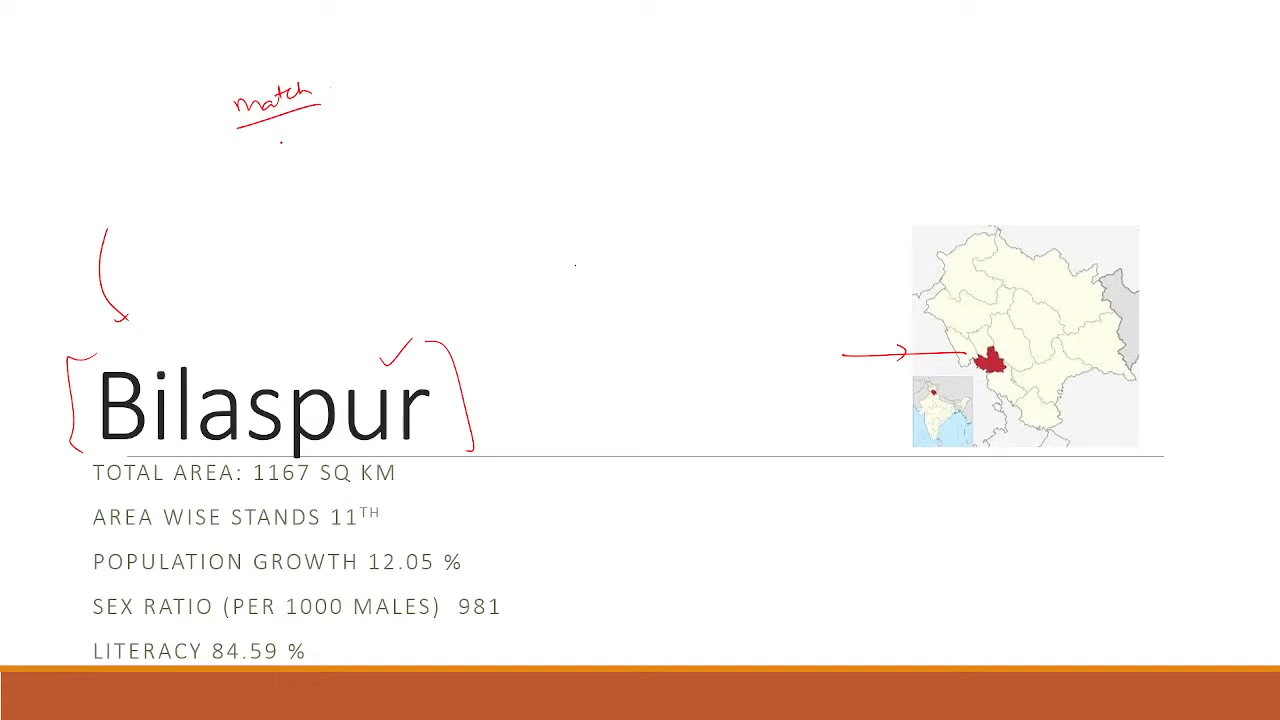 match
Bilaspur
TOTAL AREA: 1167 SQ KM
AREA WISE STANDS 11TH
POPULATION GROWTH 12.05 %
SEX RATIO (PER 1000 MALES) 981
LITERACY 84.59 %